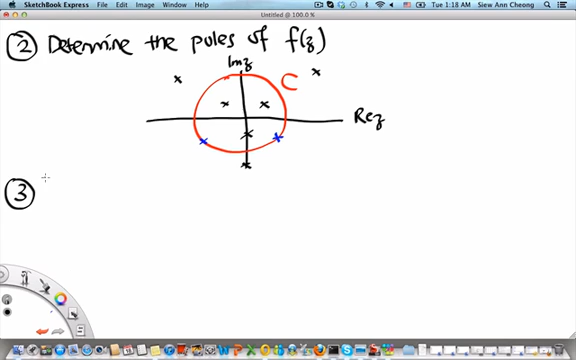 SketchBook Express File Edit Image Window Help Tue 1:18 AM Siew Ann Cheong
Untitled @ 100.0 %
② Determine the poles of f(z)
Im z
C
Re z
③